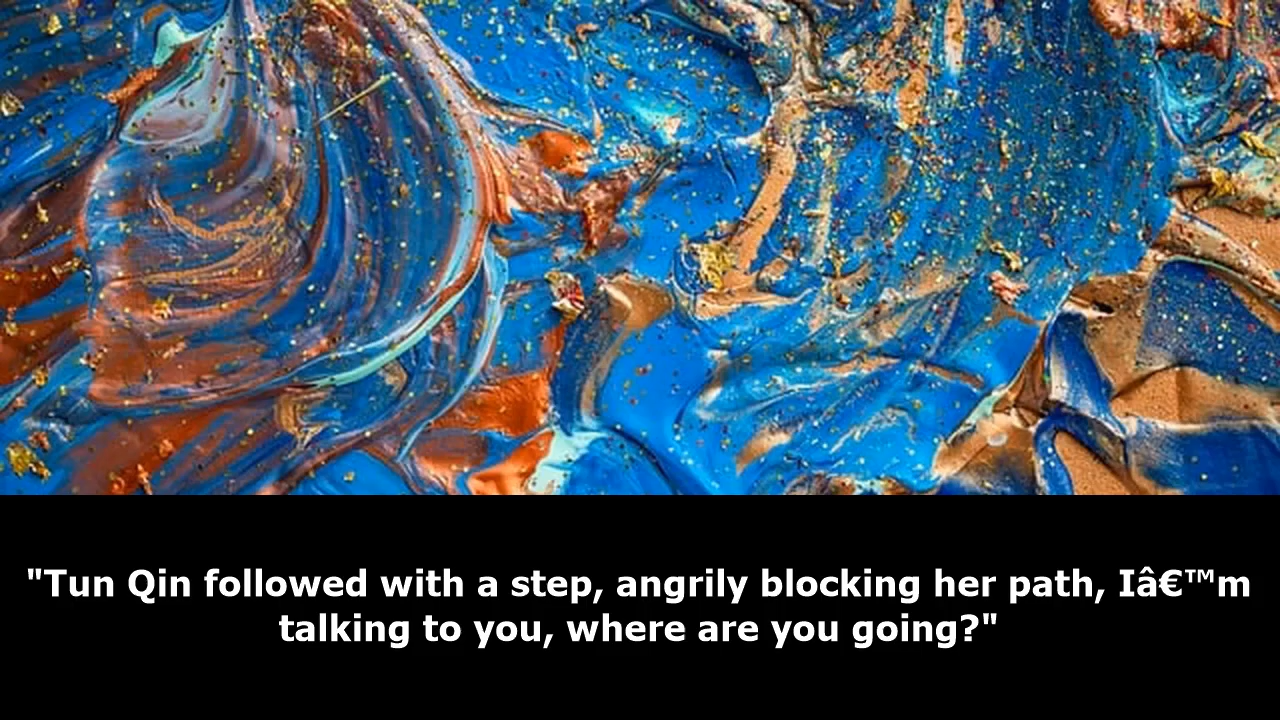 "Tun Qin followed with a step, angrily blocking her path, Iâ€™m
talking to you, where are you going?"